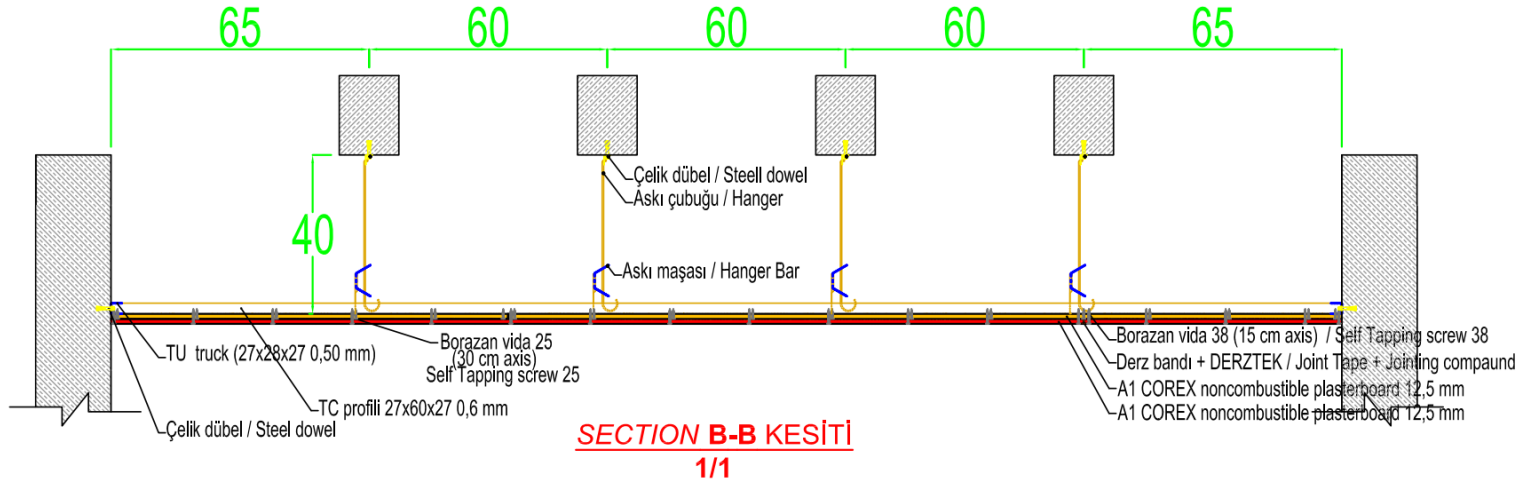 65
60
60
60
65
40
Çelik dübel / Steell dowel
Askı çubuğu / Hanger
Askı maşası / Hanger Bar
TU truck (27x28x27 0,50 mm)
Borazan vida 25
(30 cm axis)
Self Tapping screw 25
TC profili 27x60x27 0,6 mm
Çelik dübel / Steel dowel
Borazan vida 38 (15 cm axis) / Self Tapping screw 38
Derz bandı + DERZTEK / Joint Tape + Jointing compaund
A1 COREX noncombustible plasterboard 12,5 mm
A1 COREX noncombustible plasterboard 12,5 mm
SECTION B-B KESİTİ
1/1